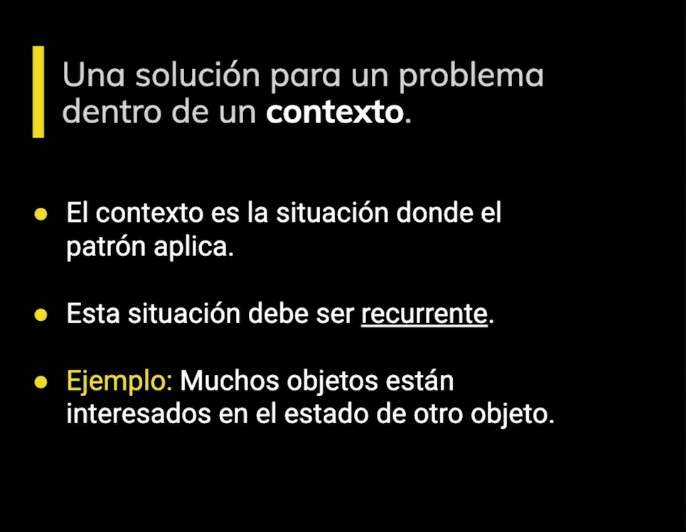 Una solución para un problema
dentro de un contexto.
● El contexto es la situación donde el
patrón aplica.
● Esta situación debe ser recurrente.
● Ejemplo: Muchos objetos están
interesados en el estado de otro objeto.